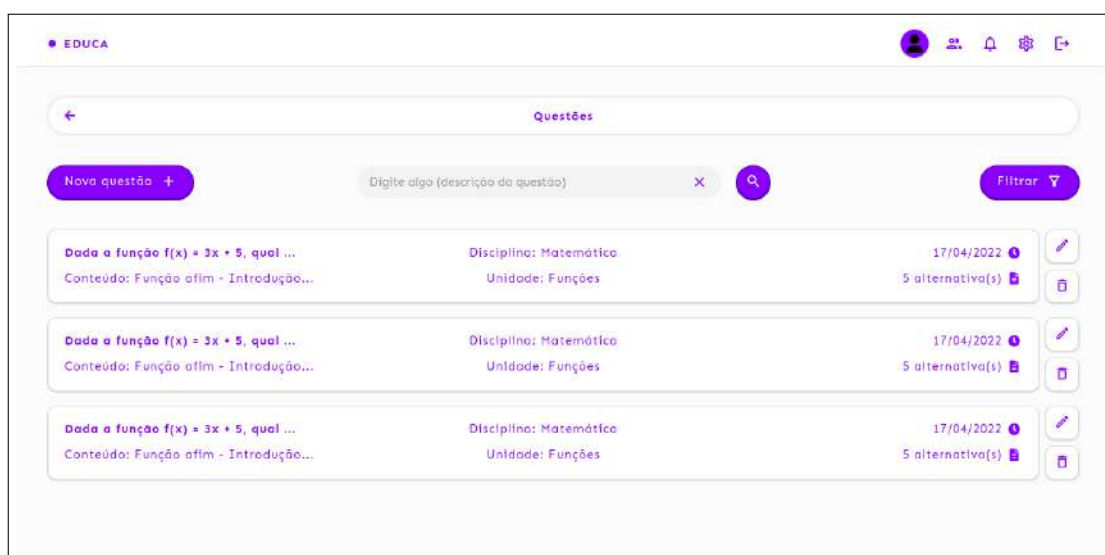 EDUCA
Questões
Nova questão +
Digite algo (descrição da questão)
Filtrar
Dada a função f(x) = 3x + 5, qual ...
Disciplina: Matemática
17/04/2022
Conteúdo: Função afim - Introdução...
Unidade: Funções
5 alternativa(s)
Dada a função f(x) = 3x + 5, qual ...
Disciplina: Matemática
17/04/2022
Conteúdo: Função afim - Introdução...
Unidade: Funções
5 alternativa(s)
Dada a função f(x) = 3x + 5, qual ...
Disciplina: Matemática
17/04/2022
Conteúdo: Função afim - Introdução...
Unidade: Funções
5 alternativa(s)